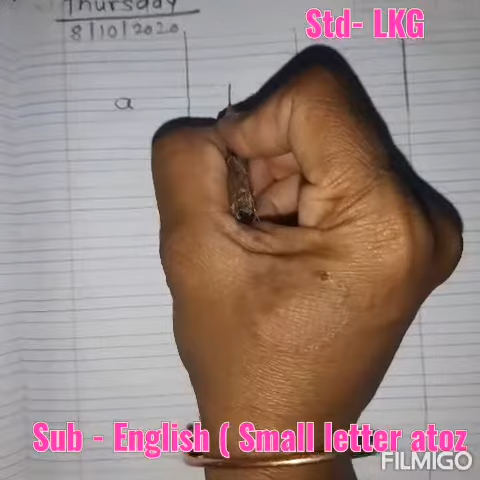 Thursday
Std- LKG
8/10/2020
a
Sub - English ( Small letter atoz
FILMIGO